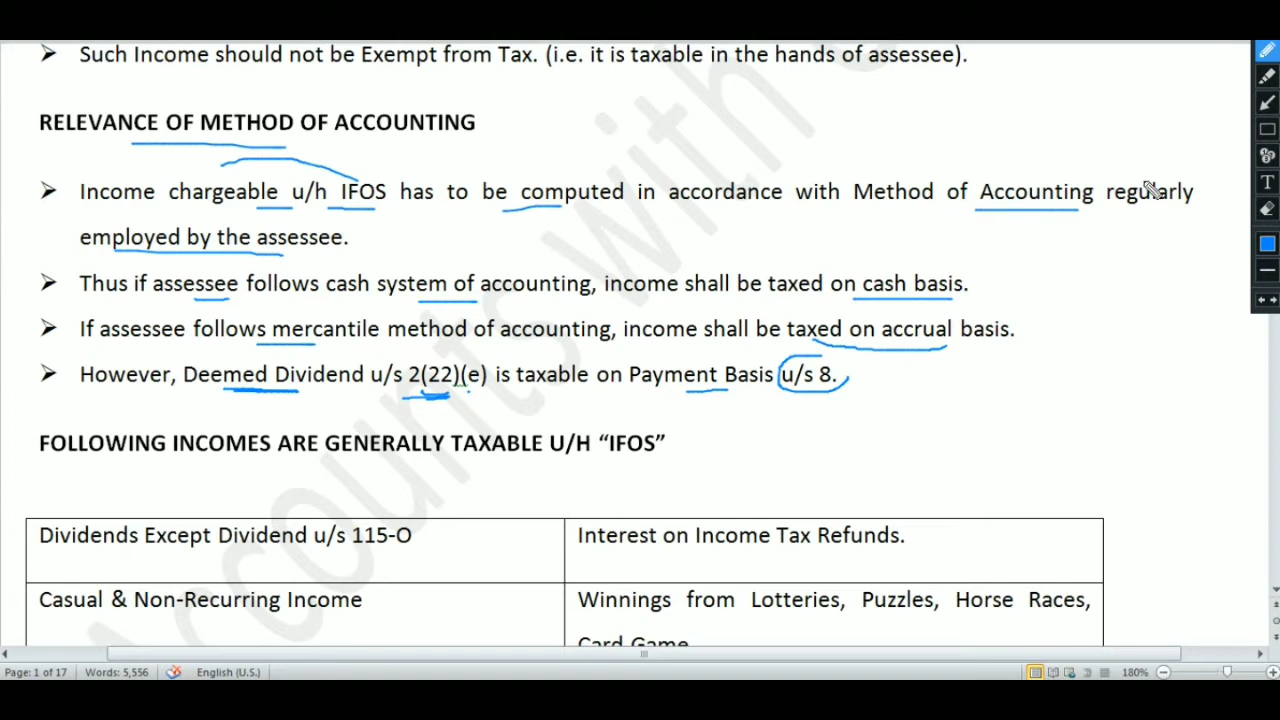 ➢ Such Income should not be Exempt from Tax. (i.e. it is taxable in the hands of assessee).
RELEVANCE OF METHOD OF ACCOUNTING
➢ Income chargeable u/h IFOS has to be computed in accordance with Method of Accounting regularly
employed by the assessee.
➢ Thus if assessee follows cash system of accounting, income shall be taxed on cash basis.
➢ If assessee follows mercantile method of accounting, income shall be taxed on accrual basis.
➢ However, Deemed Dividend u/s 2(22)(e) is taxable on Payment Basis u/s 8.
FOLLOWING INCOMES ARE GENERALLY TAXABLE U/H “IFOS”
Dividends Except Dividend u/s 115-O
Interest on Income Tax Refunds.
Casual & Non-Recurring Income
Winnings from Lotteries, Puzzles, Horse Races,
Card Game
Accounts with
Page: 1 of 17 Words: 5,556 English (U.S.) 180%